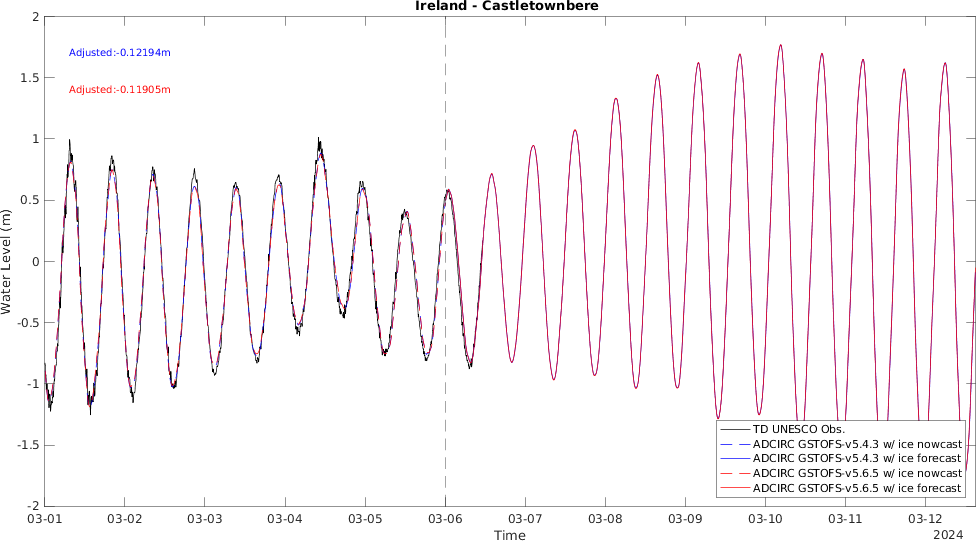 Ireland - Castletownbere
2
1.5
1
0.5
0
-0.5
-1
-1.5
-2
Water Level (m)
Adjusted:-0.12194m
Adjusted:-0.11905m
TD UNESCO Obs.
ADCIRC GSTOFS-v5.4.3 w/ ice nowcast
ADCIRC GSTOFS-v5.4.3 w/ ice forecast
ADCIRC GSTOFS-v5.6.5 w/ ice nowcast
ADCIRC GSTOFS-v5.6.5 w/ ice forecast
03-01 03-02 03-03 03-04 03-05 03-06 03-07 03-08 03-09 03-10 03-11 03-12
Time
2024